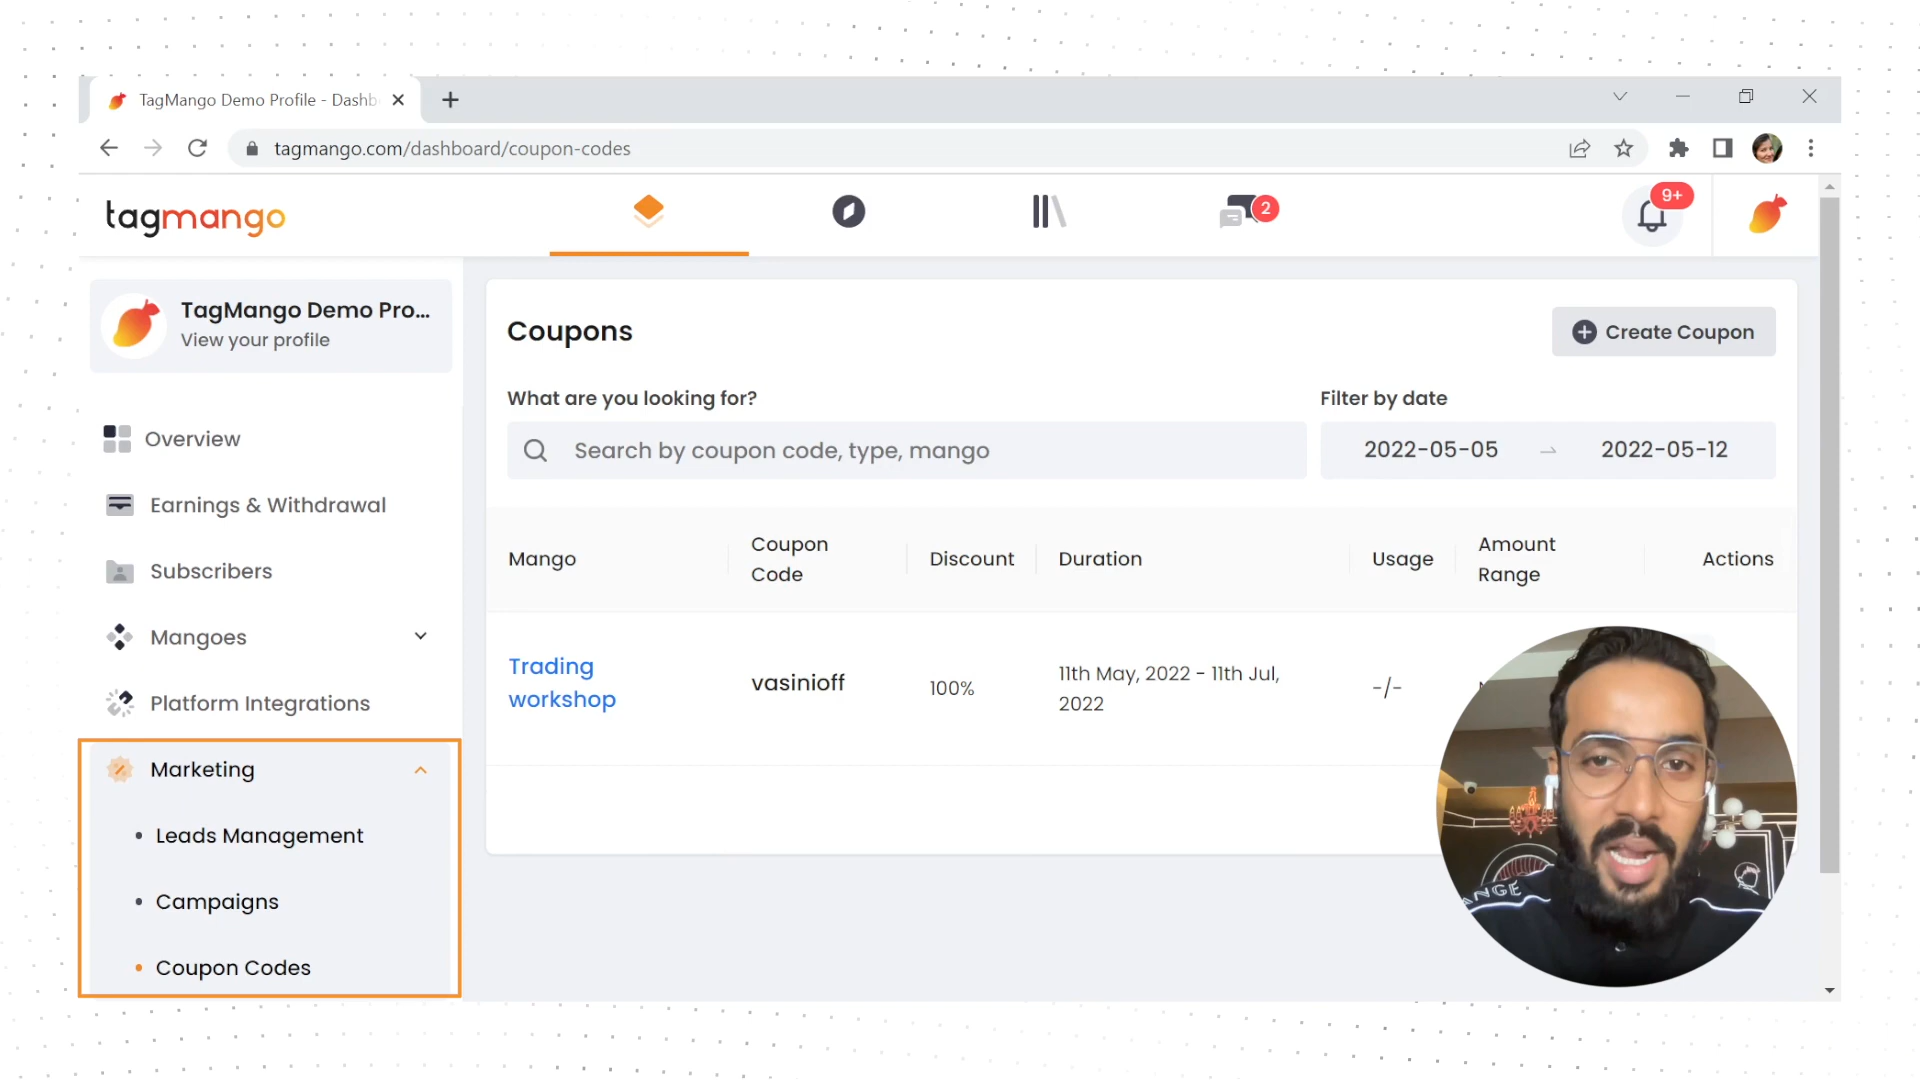 TagMango Demo Profile - Dashb
tagmango.com/dashboard/coupon-codes
tagmango
2
9+
TagMango Demo Pro...
View your profile
Overview
Earnings & Withdrawal
Subscribers
Mangoes
Platform Integrations
Marketing
Leads Management
Campaigns
Coupon Codes
Coupons
Create Coupon
What are you looking for?
Filter by date
Search by coupon code, type, mango
2022-05-05
2022-05-12
Mango
Coupon
Code
Discount
Duration
Usage
Amount
Range
Actions
Trading
workshop
vasinioff
100%
11th May, 2022 - 11th Jul,
2022
-/-